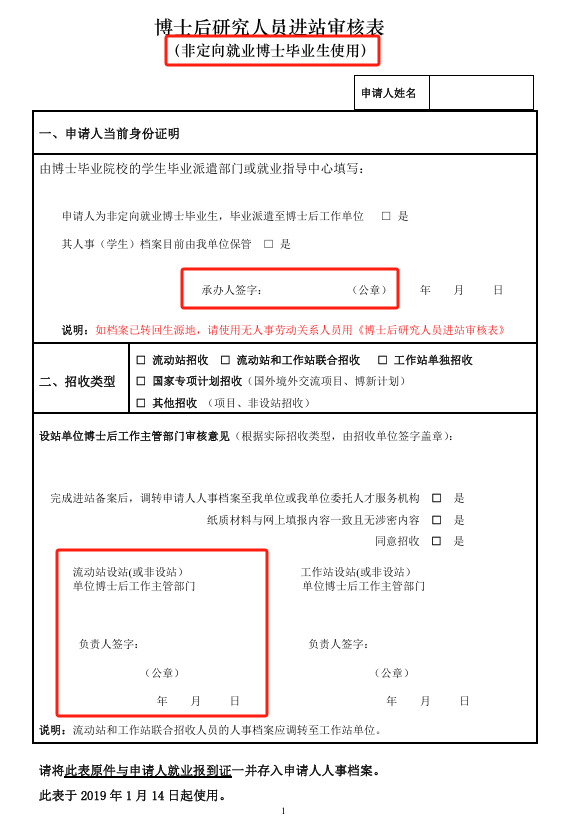 博士后研究人员进站审核表
（非定向就业博士毕业生使用）
申请人姓名
一、申请人当前身份证明
由博士毕业院校的学生毕业派遣部门或就业指导中心填写：
申请人为非定向就业博士毕业生，毕业派遣至博士后工作单位 □ 是
其人事（学生）档案目前由我单位保管 □ 是
承办人签字： （公章） 年 月 日
说明：如档案已转回生源地，请使用无人事劳动关系人员用《博士后研究人员进站审核表》
二、招收类型
□ 流动站招收 □ 流动站和工作站联合招收 □ 工作站单独招收
□ 国家专项计划招收（国外境外交流项目、博新计划）
□ 其他招收 （项目、非设站招收）
设站单位博士后工作主管部门审核意见（根据实际招收类型，由招收单位签字盖章）：
完成进站备案后，调转申请人人事档案至我单位或我单位委托人才服务机构 □ 是
纸质材料与网上填报内容一致且无涉密内容 □ 是
同意招收 □ 是
流动站设站(或非设站） 工作站设站(或非设站）
单位博士后工作主管部门 单位博士后工作主管部门
负责人签字： 负责人签字：
（公章） （公章）
年 月 日 年 月 日
说明：流动站和工作站联合招收人员的人事档案应调转至工作站单位。
请将此表原件与申请人就业报到证一并存入申请人人事档案。
此表于 2019 年 1 月 14 日起使用。
1